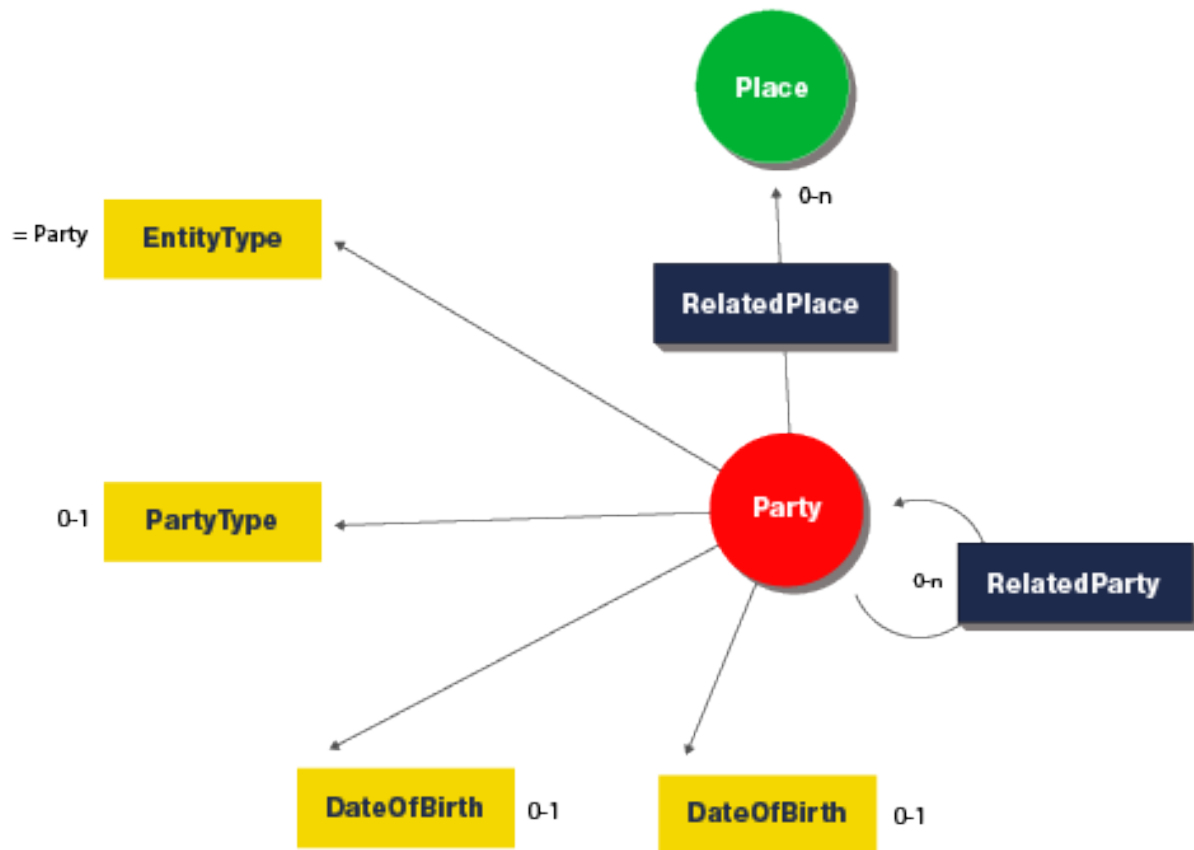 Place
0-n
= Party
EntityType
RelatedPlace
0-1
PartyType
Party
0-n
RelatedParty
DateOfBirth
0-1
DateOfBirth
0-1